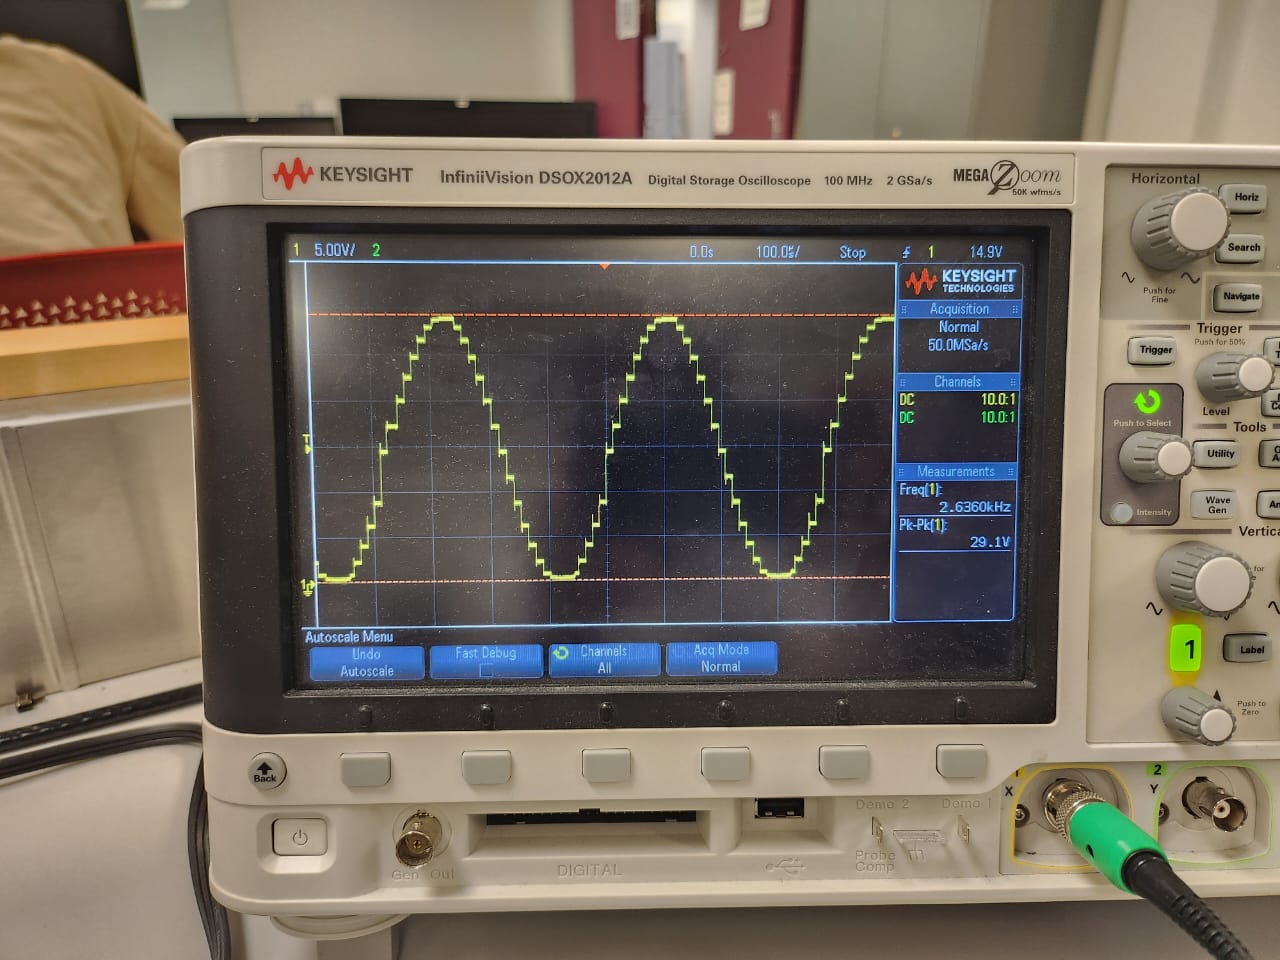 KEYSIGHT InfiniiVision DSOX2012A Digital Storage Oscilloscope 100 MHz 2 GSa/s MEGA Zoom
50K wfms/s
1 5.00V/ 2 0.0s 100.0us/ Stop 1 14.9V
KEYSIGHT
TECHNOLOGIES
Acquisition
Normal
50.0MSa/s
Channels
DC 10.0:1
DC 10.0:1
Measurements
Freq(1):
2.6360kHz
Pk-Pk(1):
29.1V
T
1
Autoscale Menu
Undo
Autoscale
Fast Debug
Channels
All
Acq Mode
Normal
Back
Gen Out
DIGITAL
Demo 2
Demo 1
Probe
Comp
Horizontal
Horiz
Search
Push for
Fine
Navigate
Trigger
Push for 50%
Trigger
Level
Push to Select
Tools
Utility
Wave
Gen
An
Intensity
Vertica
for
1
Label
Push to
Zero
X
2
Y